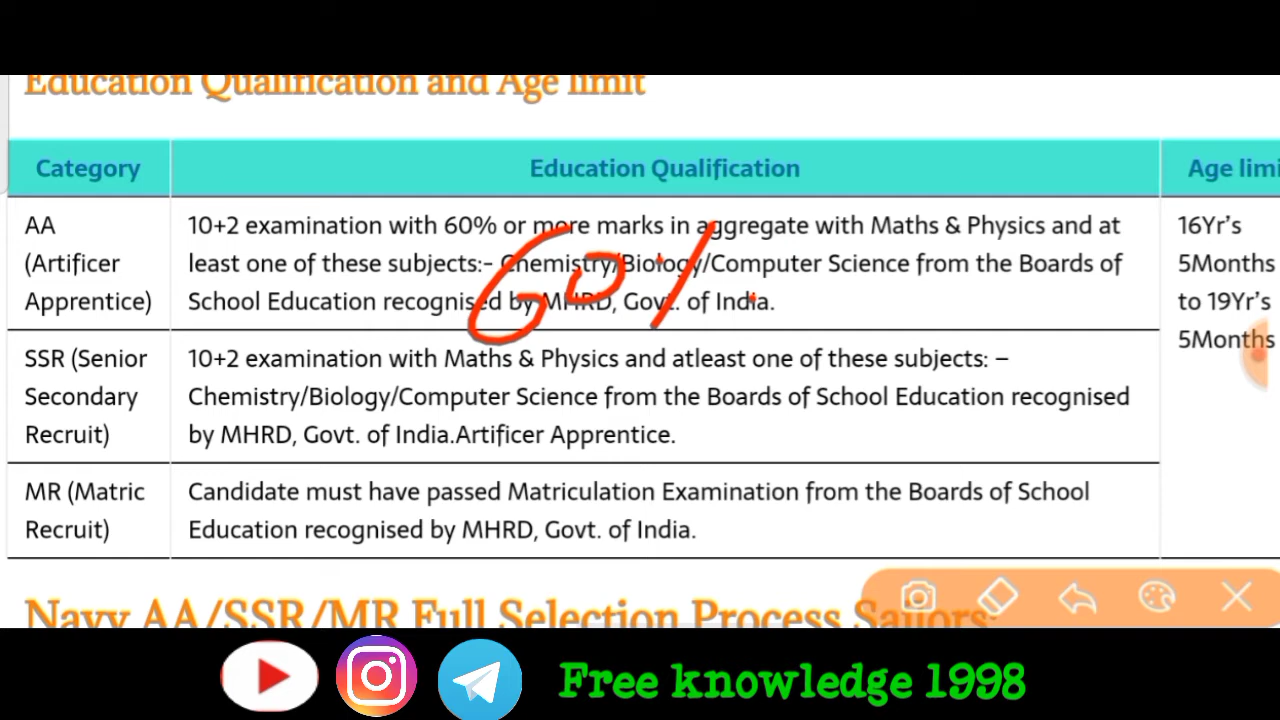 Education Qualification and Age limit
Category Education Qualification Age limi
AA
(Artificer
Apprentice)
10+2 examination with 60% or more marks in aggregate with Maths & Physics and at
least one of these subjects:- Chemistry/Biology/Computer Science from the Boards of
School Education recognised by MHRD, Govt. of India.
60%
16Yr's
5Months
to 19Yr's
5Months
SSR (Senior
Secondary
Recruit)
10+2 examination with Maths & Physics and atleast one of these subjects: –
Chemistry/Biology/Computer Science from the Boards of School Education recognised
by MHRD, Govt. of India.Artificer Apprentice.
MR (Matric
Recruit)
Candidate must have passed Matriculation Examination from the Boards of School
Education recognised by MHRD, Govt. of India.
Navy AA/SSR/MR Full Selection Process Sailors
Free knowledge 1998